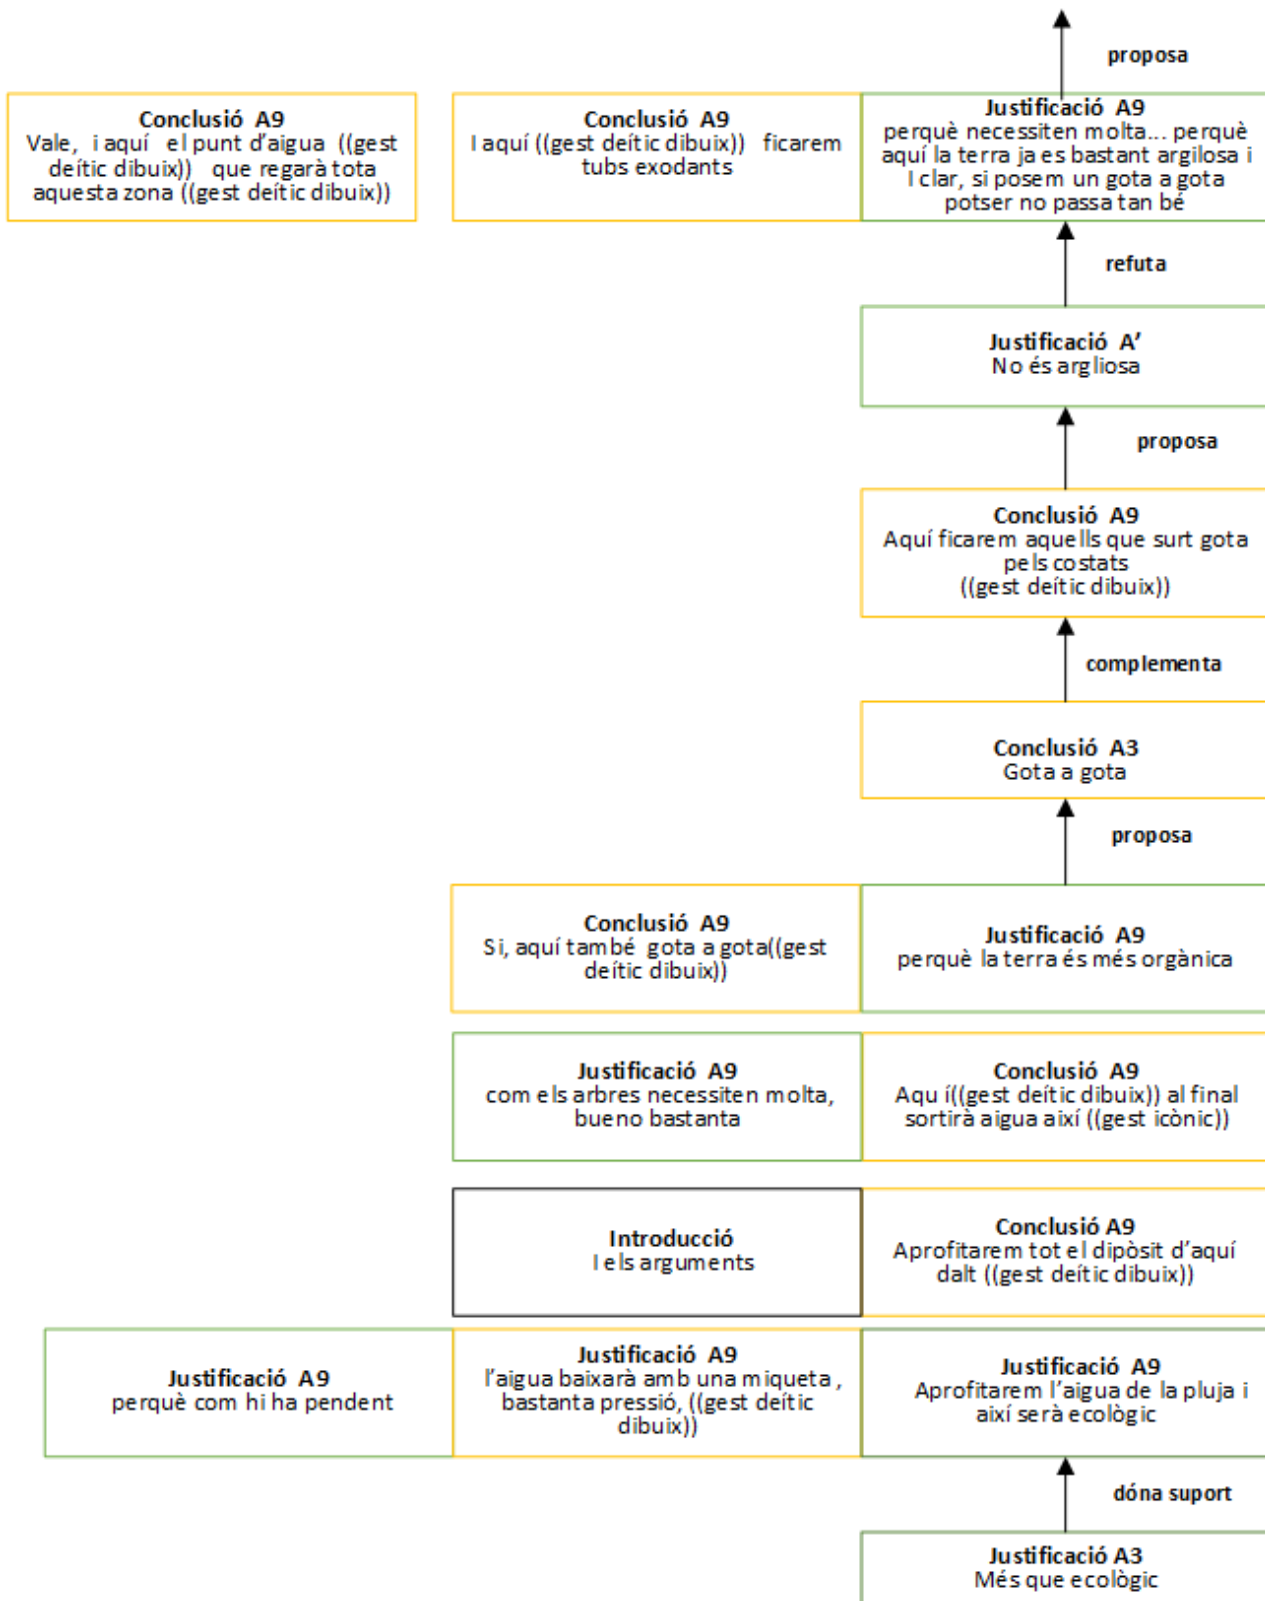 proposa
Conclusió A9
Vale, i aquí el punt d'aigua ((gest
deític dibuix)) que regarà tota
aquesta zona ((gest deític dibuix))
Conclusió A9
I aquí ((gest deític dibuix)) ficarem
tubs exodants
Justificació A9
perquè necessiten molta... perquè
aquí la terra ja es bastant argilosa i
I clar, si posem un gota a gota
potser no passa tan bé
refuta
Justificació A'
No és argliosa
proposa
Conclusió A9
Aquí ficarem aquells que surt gota
pels costats
((gest deític dibuix))
complementa
Conclusió A3
Gota a gota
proposa
Conclusió A9
Si, aquí també gota a gota((gest
deític dibuix))
Justificació A9
perquè la terra és més orgànica
Justificació A9
com els arbres necessiten molta,
bueno bastanta
Conclusió A9
Aqu í((gest deític dibuix)) al final
sortirà aigua així ((gest icònic))
Introducció
I els arguments
Conclusió A9
Aprofitarem tot el dipòsit d'aquí
dalt ((gest deític dibuix))
Justificació A9
perquè com hi ha pendent
Justificació A9
l'aigua baixarà amb una miqueta ,
bastanta pressió, ((gest deític
dibuix))
Justificació A9
Aprofitarem l'aigua de la pluja i
així serà ecològic
dóna suport
Justificació A3
Més que ecològic